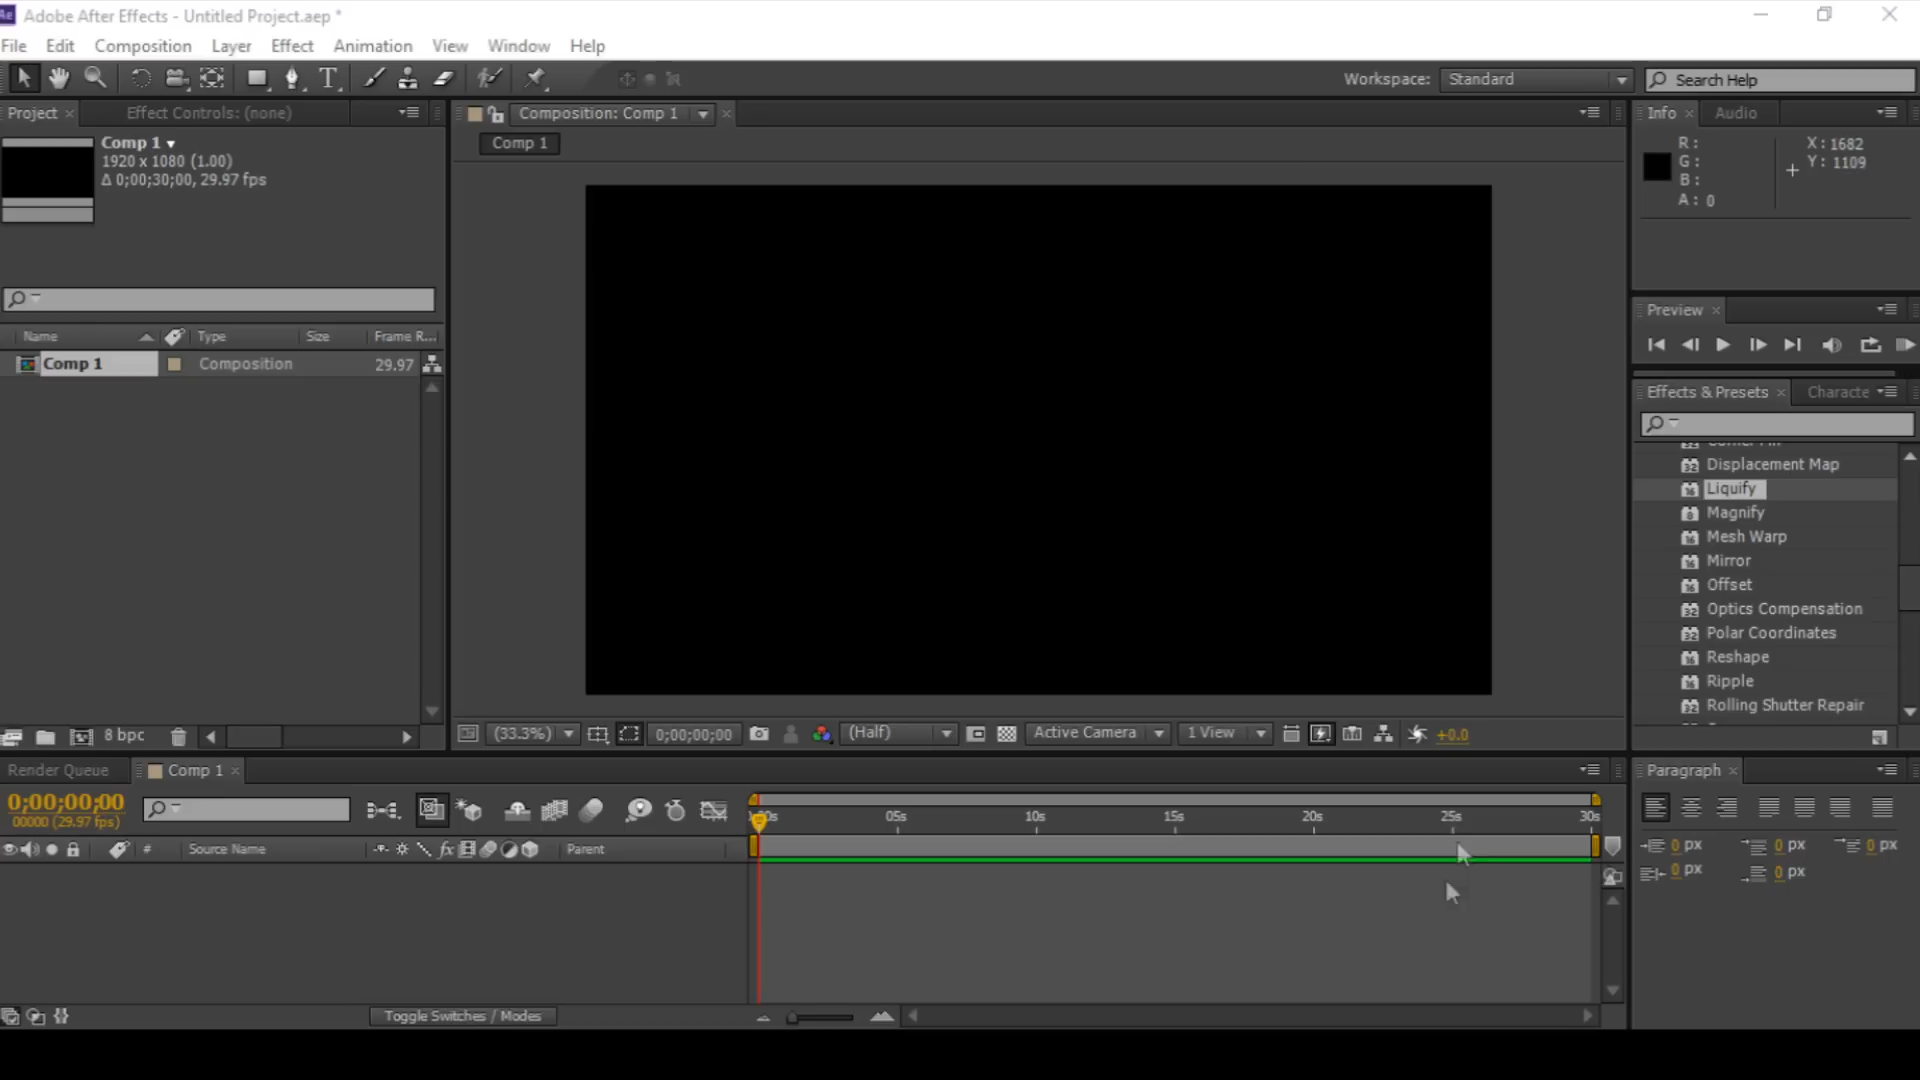 Ae Adobe After Effects - Untitled Project.aep *
File Edit Composition Layer Effect Animation View Window Help
Workspace: Standard Search Help
Project Effect Controls: (none)
Comp 1
1920 x 1080 (1.00)
Δ 0;00;30;00, 29.97 fps
Name Type Size Frame R...
Comp 1 Composition 29.97
8 bpc
Composition: Comp 1
Comp 1
(33.3%) 0;00;00;00 (Half) Active Camera 1 View +0.0
Info Audio
R: X: 1682
G: Y: 1109
B:
A: 0
Preview
Effects & Presets Characte
Displacement Map
Liquify
Magnify
Mesh Warp
Mirror
Offset
Optics Compensation
Polar Coordinates
Reshape
Ripple
Rolling Shutter Repair
Render Queue Comp 1
0;00;00;00
00000 (29.97 fps)
05s 10s 15s 20s 25s 30s
# Source Name fx Parent
Toggle Switches / Modes
Paragraph
0 px 0 px 0 px
0 px 0 px